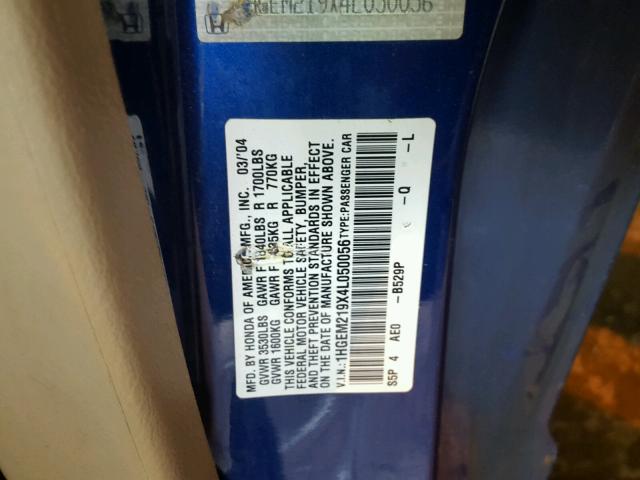 EM219X4L050056
MFD. BY HONDA OF AMERICA MFG., INC. 03/'04
GVWR 3530LBS GAWR F 1840LBS R 1700LBS
GVWR 1600KG GAWR F 835KG R 770KG
THIS VEHICLE CONFORMS TO ALL APPLICABLE
FEDERAL MOTOR VEHICLE SAFETY, BUMPER,
AND THEFT PREVENTION STANDARDS IN EFFECT
ON THE DATE OF MANUFACTURE SHOWN ABOVE.
V.I.N.:1HGEM219X4L050056 TYPE:PASSENGER CAR
S5P 4 AE0 -B529P -Q -L